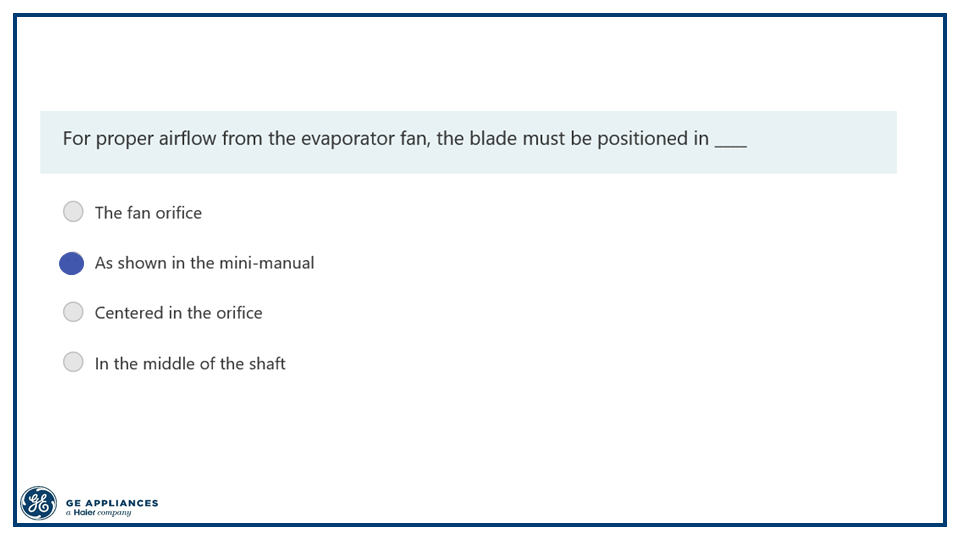 For proper airflow from the evaporator fan, the blade must be positioned in ____
The fan orifice
As shown in the mini-manual
Centered in the orifice
In the middle of the shaft
GE
GE APPLIANCES
a Haier company